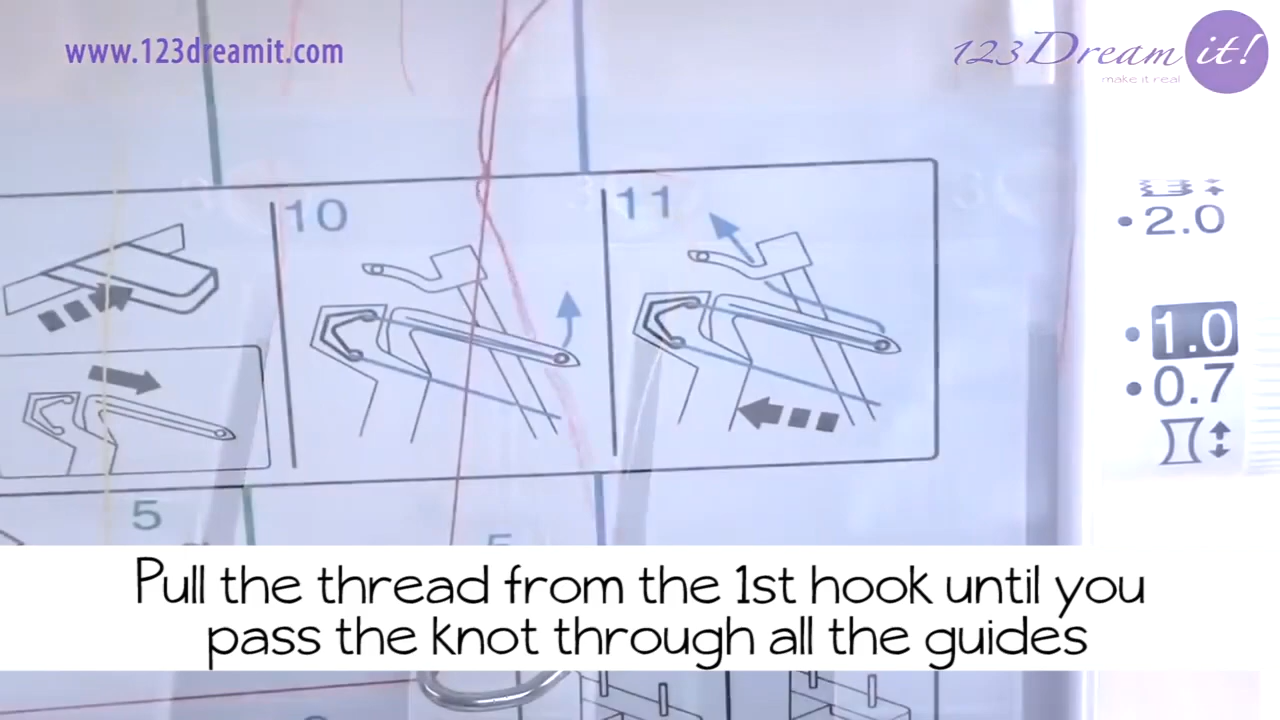 www.123dreamit.com
123Dream it!
make it real
10
11
2.0
1.0
0.7
5
Pull the thread from the 1st hook until you
pass the knot through all the guides